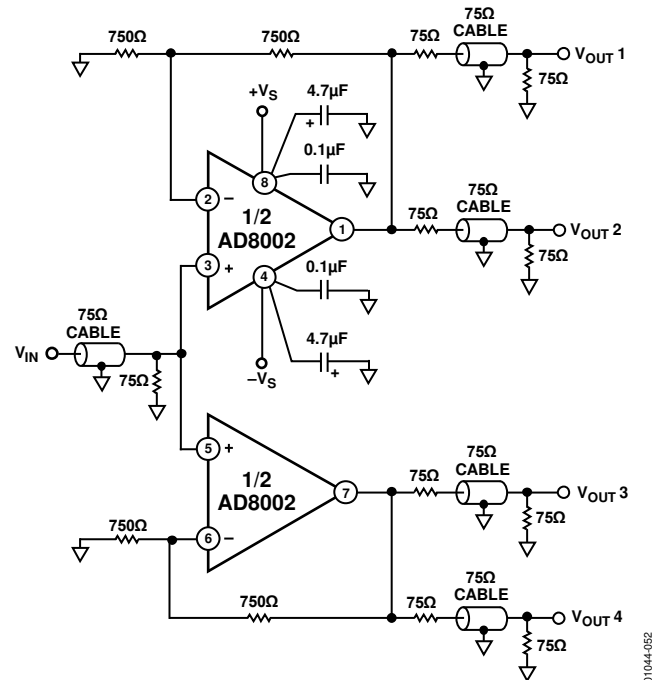 750Ω
750Ω
75Ω
75Ω
CABLE
VOUT 1
75Ω
+VS
4.7µF
+
0.1µF
8
2
−
1/2
AD8002
1
3
+
4
75Ω
75Ω
CABLE
VOUT 2
75Ω
0.1µF
4.7µF
+
−VS
75Ω
CABLE
VIN
75Ω
5
+
1/2
AD8002
7
6
−
75Ω
75Ω
CABLE
VOUT 3
75Ω
750Ω
750Ω
75Ω
75Ω
CABLE
VOUT 4
75Ω
01044-052